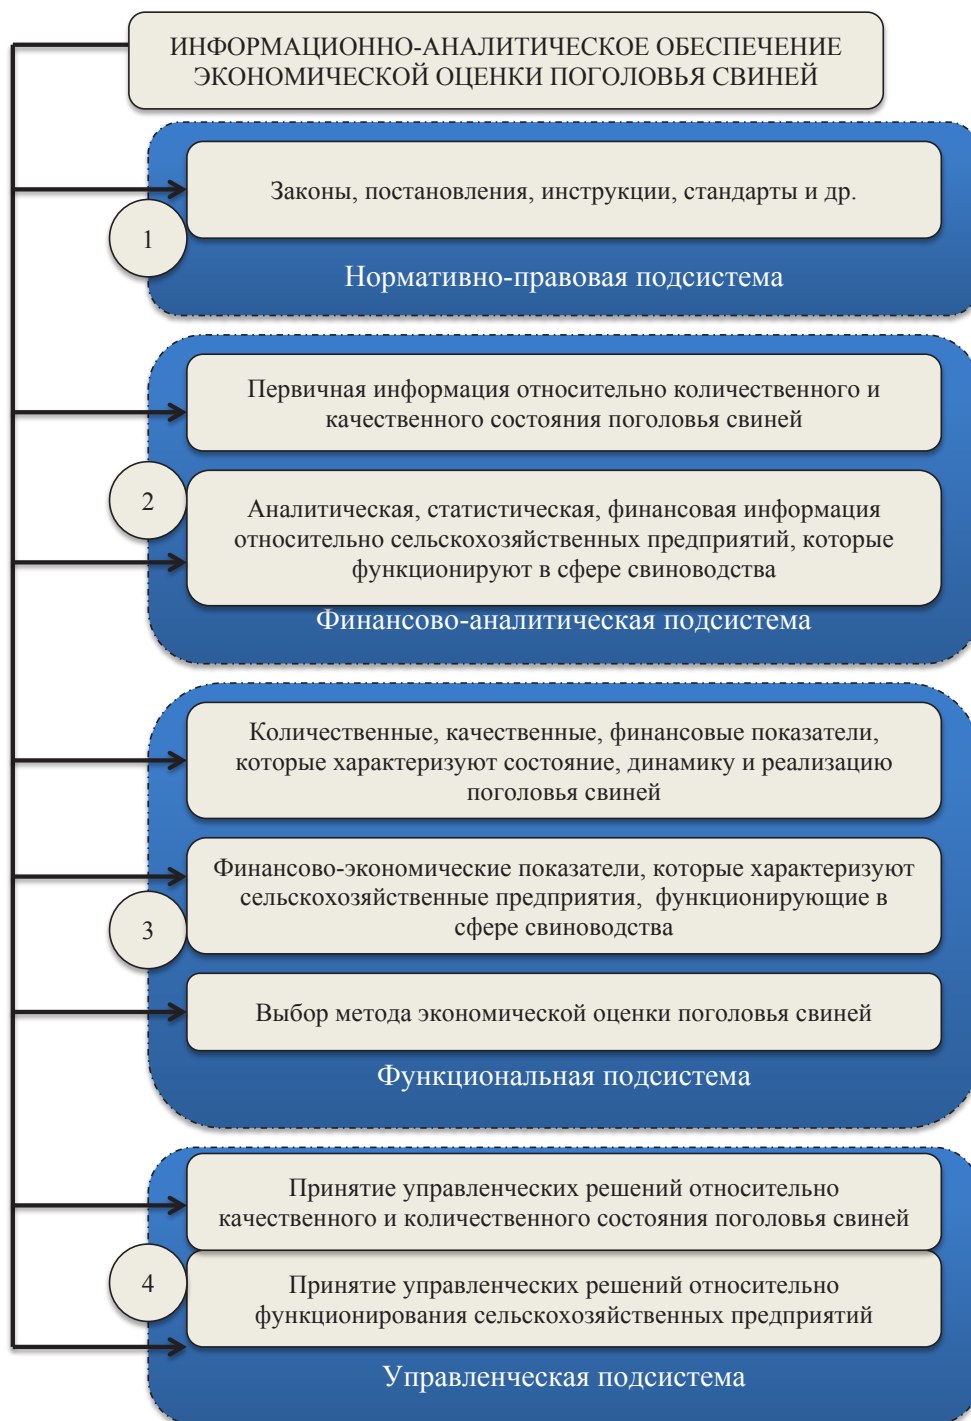 ИНФОРМАЦИОННО-АНАЛИТИЧЕСКОЕ ОБЕСПЕЧЕНИЕ
ЭКОНОМИЧЕСКОЙ ОЦЕНКИ ПОГОЛОВЬЯ СВИНЕЙ
Законы, постановления, инструкции, стандарты и др.
1
Нормативно-правовая подсистема
Первичная информация относительно количественного и
качественного состояния поголовья свиней
2
Аналитическая, статистическая, финансовая информация
относительно сельскохозяйственных предприятий, которые
функционируют в сфере свиноводства
Финансово-аналитическая подсистема
Количественные, качественные, финансовые показатели,
которые характеризуют состояние, динамику и реализацию
поголовья свиней
Финансово-экономические показатели, которые характеризуют
сельскохозяйственные предприятия, функционирующие в
сфере свиноводства
3
Выбор метода экономической оценки поголовья свиней
Функциональная подсистема
Принятие управленческих решений относительно
качественного и количественного состояния поголовья свиней
4
Принятие управленческих решений относительно
функционирования сельскохозяйственных предприятий
Управленческая подсистема